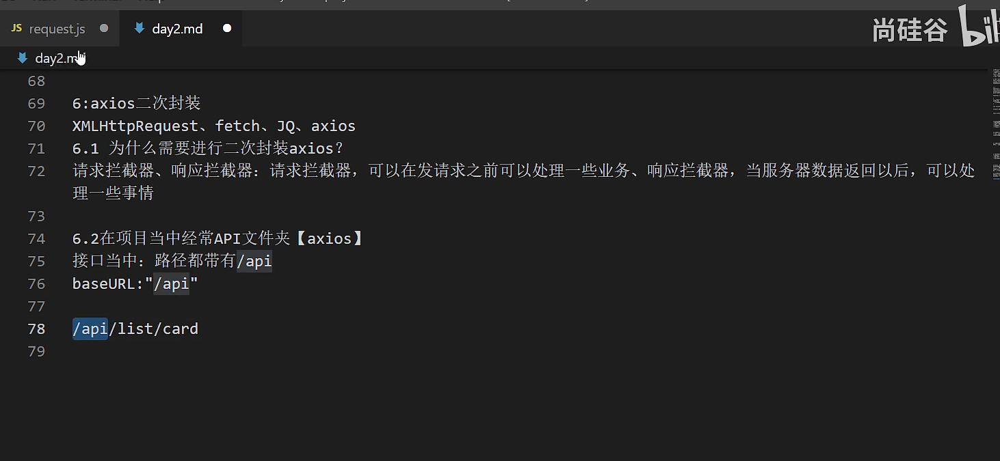 JS request.js
day2.md
尚硅谷
day2.m
68
69 6:axios二次封装
70 XMLHttpRequest、fetch、JQ、axios
71 6.1 为什么需要进行二次封装axios？
72 请求拦截器、响应拦截器：请求拦截器，可以在发请求之前可以处理一些业务、响应拦截器，当服务器数据返回以后，可以处
理一些事情
73
74 6.2在项目当中经常API文件夹【axios】
75 接口当中：路径都带有/api
76 baseURL:"/api"
77
78 /api/list/card
79